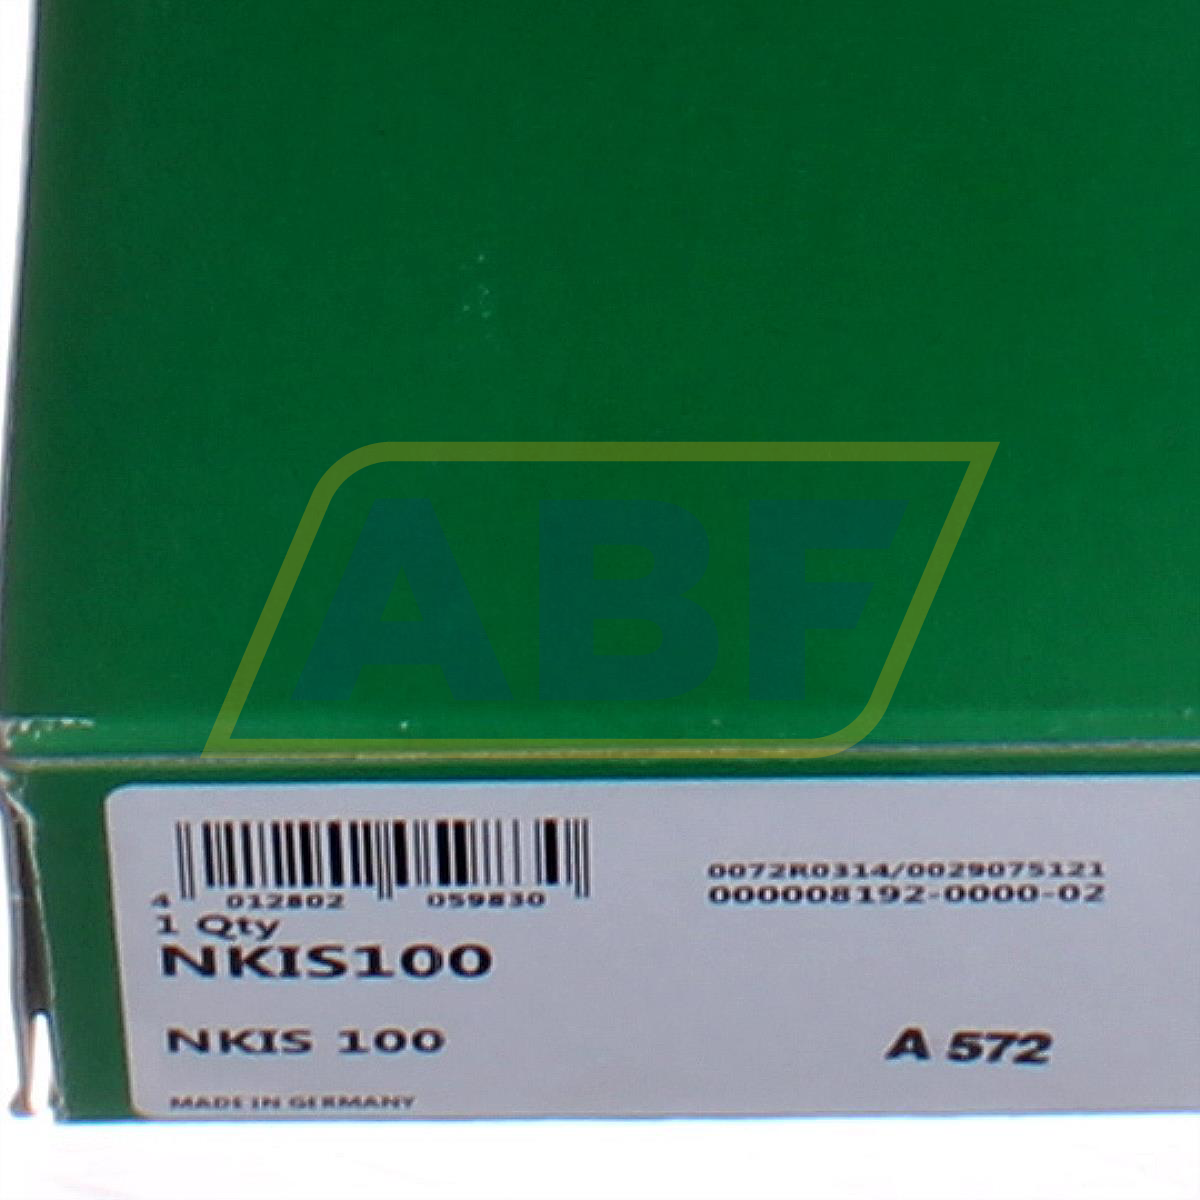 ABF
4 012802 059830
0072R0314/0029075121
000008192-0000-02
1 Qty
NKIS100
NKIS 100
A 572
MADE IN GERMANY